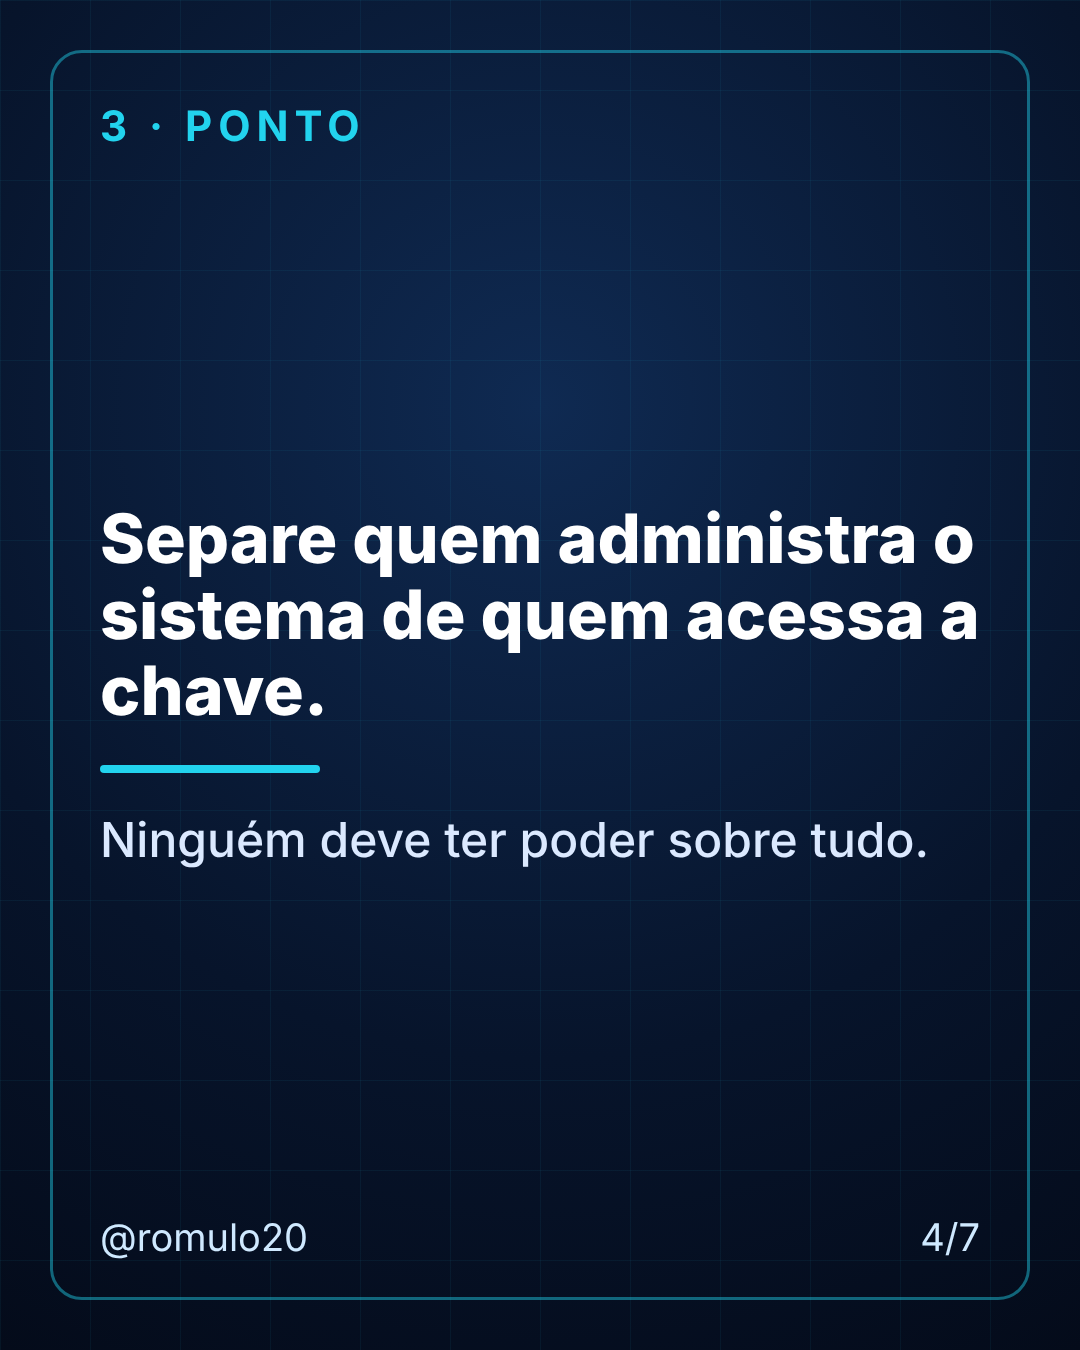 3 · PONTO
Separe quem administra o
sistema de quem acessa a
chave.
Ninguém deve ter poder sobre tudo.
@romulo20
4/7